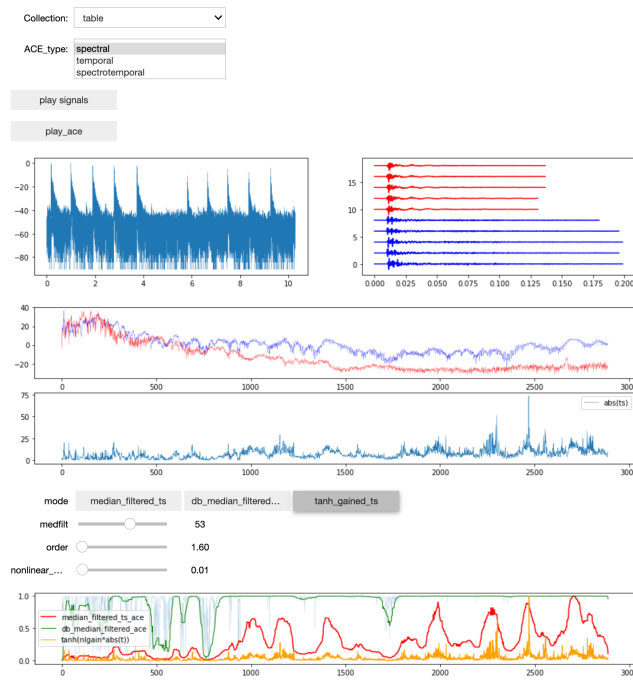 Collection: table
ACE_type: spectral
temporal
spectrotemporal
play signals
play_ace
0
−20
−40
−60
−80
0 2 4 6 8 10
15
10
5
0
0.000 0.025 0.050 0.075 0.100 0.125 0.150 0.175 0.200
40
20
0
−20
0 500 1000 1500 2000 2500 3000
75
50
25
0
abs(ts)
0 500 1000 1500 2000 2500 3000
mode median_filtered_ts db_median_filtered... tanh_gained_ts
medfilt 53
order 1.60
nonlinear_... 0.01
1.0
0.5
0.0
median_filtered_ts_ace
db_median_filtered_ace
tanh(nlgain*abs(t))
0 500 1000 1500 2000 2500 3000